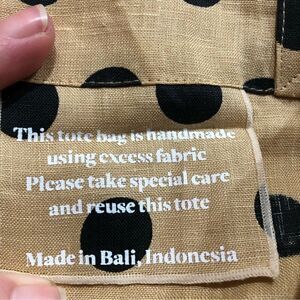 This tote bag is handmade
using excess fabric
Please take special care
and reuse this tote
Made in Bali, Indonesia